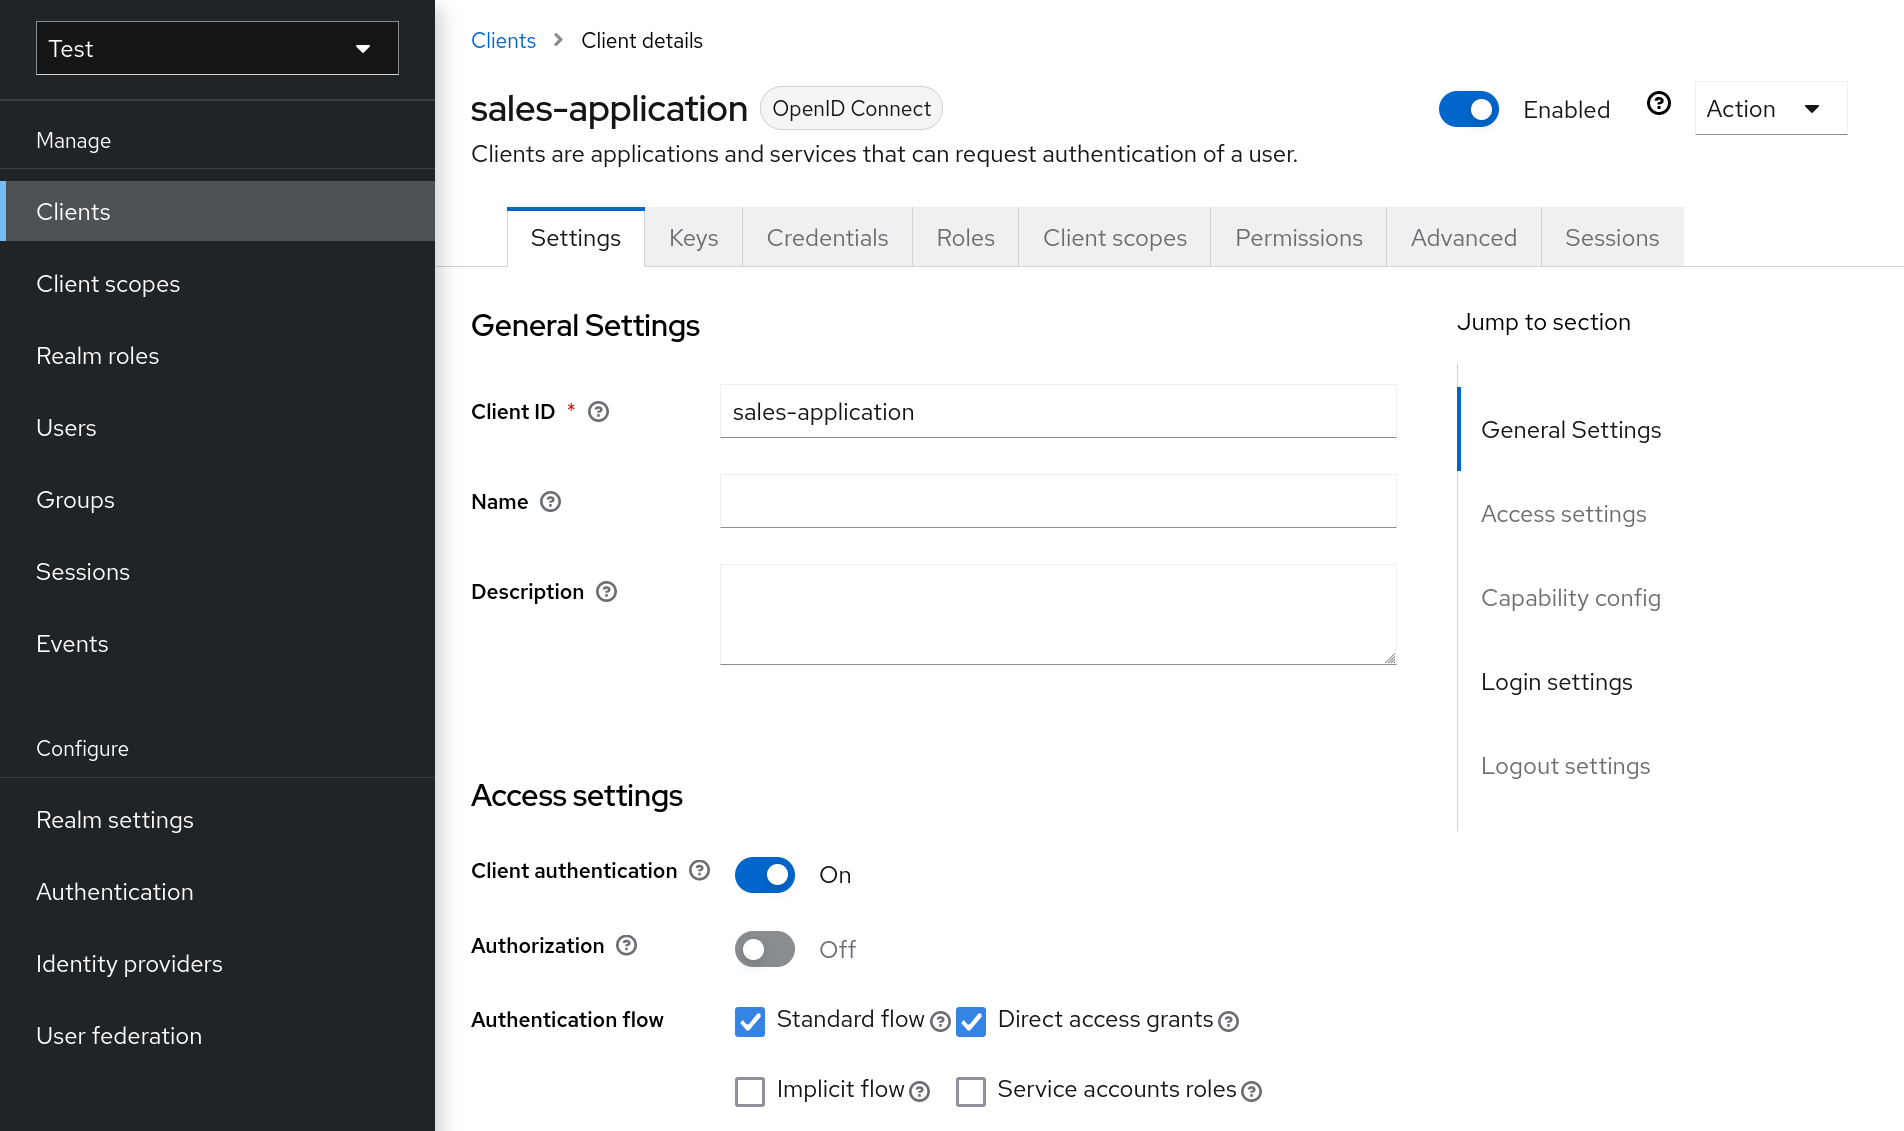 Test
Manage
Clients
Client scopes
Realm roles
Users
Groups
Sessions
Events
Configure
Realm settings
Authentication
Identity providers
User federation
Clients > Client details
sales-application OpenID Connect
Enabled
Action
Clients are applications and services that can request authentication of a user.
Settings Keys Credentials Roles Client scopes Permissions Advanced Sessions
General Settings
Client ID * sales-application
Name
Description
Access settings
Client authentication On
Authorization Off
Authentication flow Standard flow Direct access grants
Implicit flow Service accounts roles
Jump to section
General Settings
Access settings
Capability config
Login settings
Logout settings